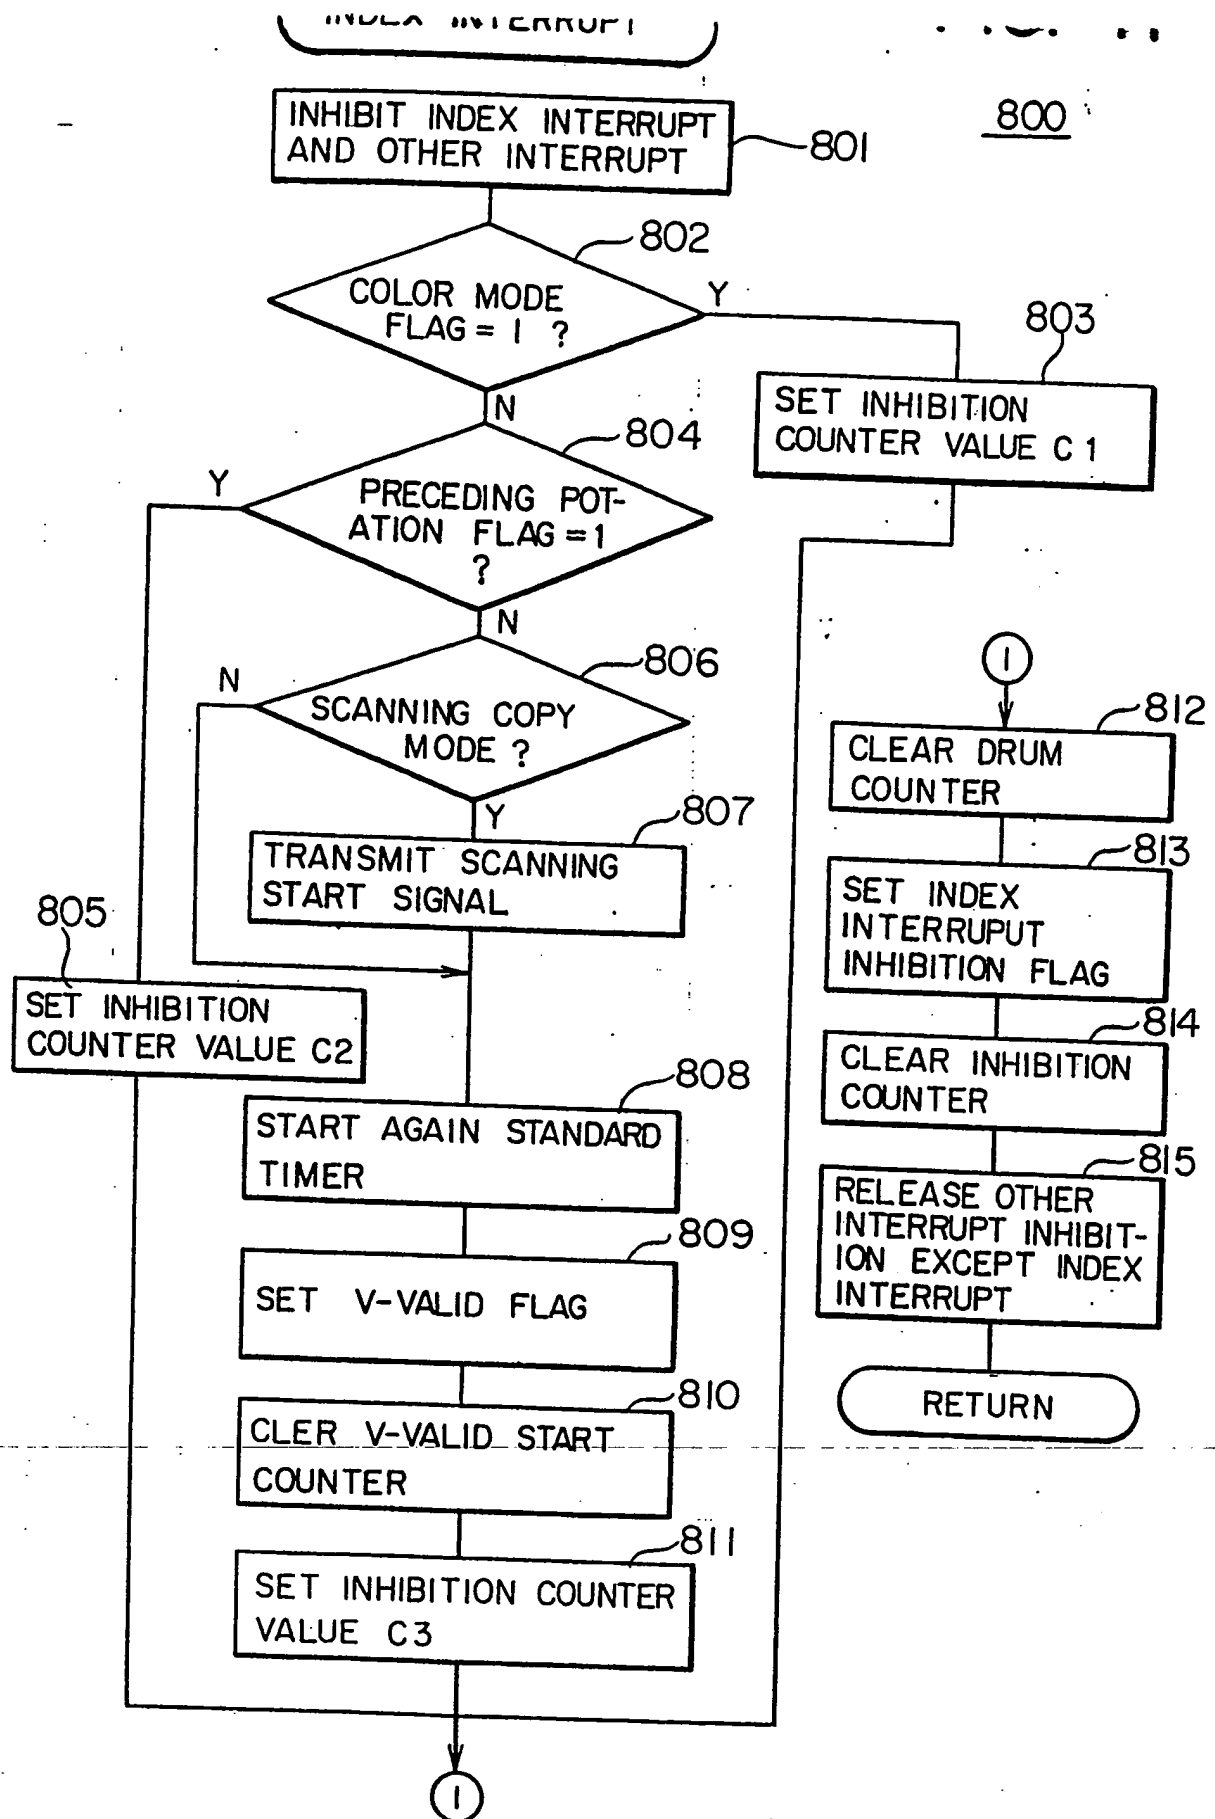 INDEX INTERRUPT
800
INHIBIT INDEX INTERRUPT
AND OTHER INTERRUPT
801
802
COLOR MODE
FLAG = 1 ?
Y
N
803
SET INHIBITION
COUNTER VALUE C1
804
PRECEDING POT-
ATION FLAG = 1
?
Y
N
806
SCANNING COPY
MODE ?
N
Y
807
TRANSMIT SCANNING
START SIGNAL
805
SET INHIBITION
COUNTER VALUE C2
808
START AGAIN STANDARD
TIMER
809
SET V-VALID FLAG
810
CLER V-VALID START
COUNTER
811
SET INHIBITION COUNTER
VALUE C3
1
1
812
CLEAR DRUM
COUNTER
813
SET INDEX
INTERRUPUT
INHIBITION FLAG
814
CLEAR INHIBITION
COUNTER
815
RELEASE OTHER
INTERRUPT INHIBIT-
ION EXCEPT INDEX
INTERRUPT
RETURN